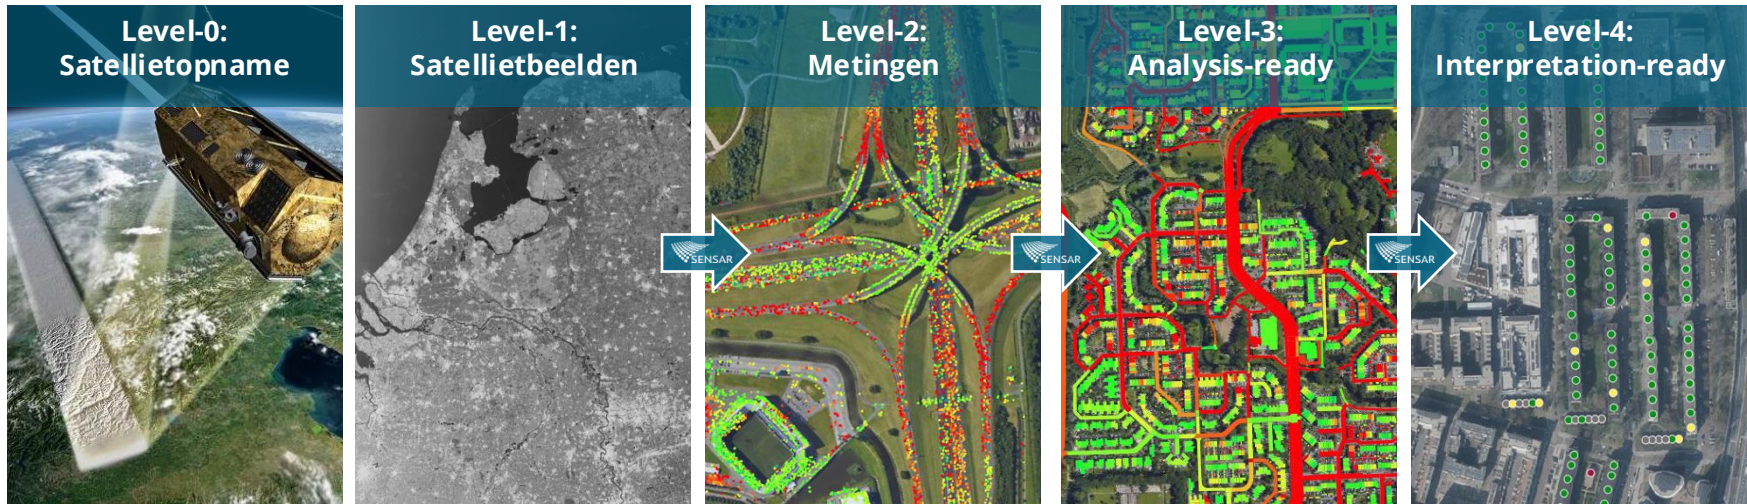 Level-0:
Satellietopname
Level-1:
Satellietbeelden
Level-2:
Metingen
Level-3:
Analysis-ready
Level-4:
Interpretation-ready
SENSAR
SENSAR
SENSAR